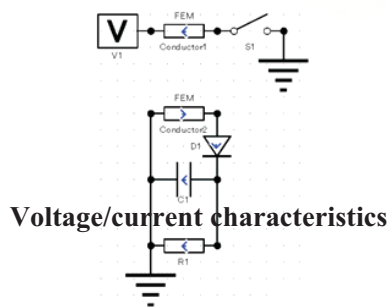 FEM
V
V1
Conductor1
S1
FEM
Conductor2
D1
C1
Voltage/current characteristics
R1